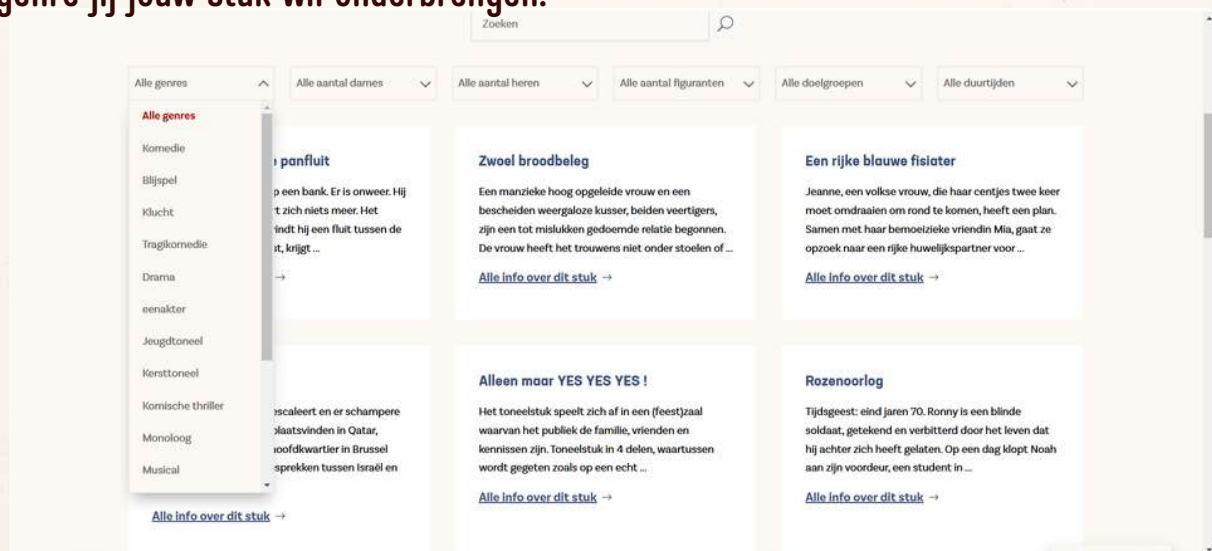 genre jij jouw stuk wil onderbrengen.
Zoeken
Alle genres
Alle aantal dames
Alle aantal heren
Alle aantal figuranten
Alle doelgroepen
Alle duurtijden
Alle genres
Komedie
Blijspel
Klucht
Tragikomedie
Drama
eenakter
Jeugdtoneel
Kersttoneel
Komische thriller
Monoloog
Musical
panfluit
een bank. Er is onweer. Hij
zich niets meer. Het
hij een fluit tussen de
krijgt ...
→
Zwoel broodbeleg
Een manzieke hoog opgeleide vrouw en een
bescheiden weergaloze kusser, beiden veertigers,
zijn een tot mislukken gedoemde relatie begonnen.
De vrouw heeft het trouwens niet onder stoelen of ...
Alle info over dit stuk →
Een rijke blauwe fisiater
Jeanne, een volkse vrouw, die haar centjes twee keer
moet omdraaien om rond te komen, heeft een plan.
Samen met haar bemoeizieke vriendin Mia, gaat ze
opzoek naar een rijke huwelijkspartner voor ...
Alle info over dit stuk →
en er schampere
in Qatar,
in Brussel
tussen Israël en
Alle info over dit stuk →
Alleen maar YES YES YES !
Het toneelstuk speelt zich af in een (feest)zaal
waarvan het publiek de familie, vrienden en
kennissen zijn. Toneelstuk in 4 delen, waartussen
wordt gegeten zoals op een echt ...
Alle info over dit stuk →
Rozenoorlog
Tijdsgeest: eind jaren 70. Ronny is een blinde
soldaat, getekend en verbitterd door het leven dat
hij achter zich heeft gelaten. Op een dag klopt Noah
aan zijn voordeur, een student in ...
Alle info over dit stuk →